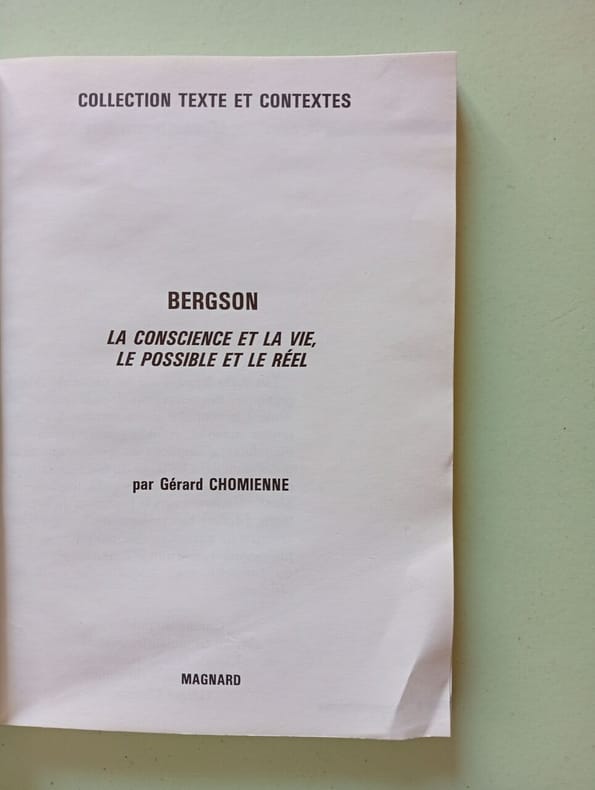 COLLECTION TEXTE ET CONTEXTES
BERGSON
LA CONSCIENCE ET LA VIE,
LE POSSIBLE ET LE RÉEL
par Gérard CHOMIENNE
MAGNARD